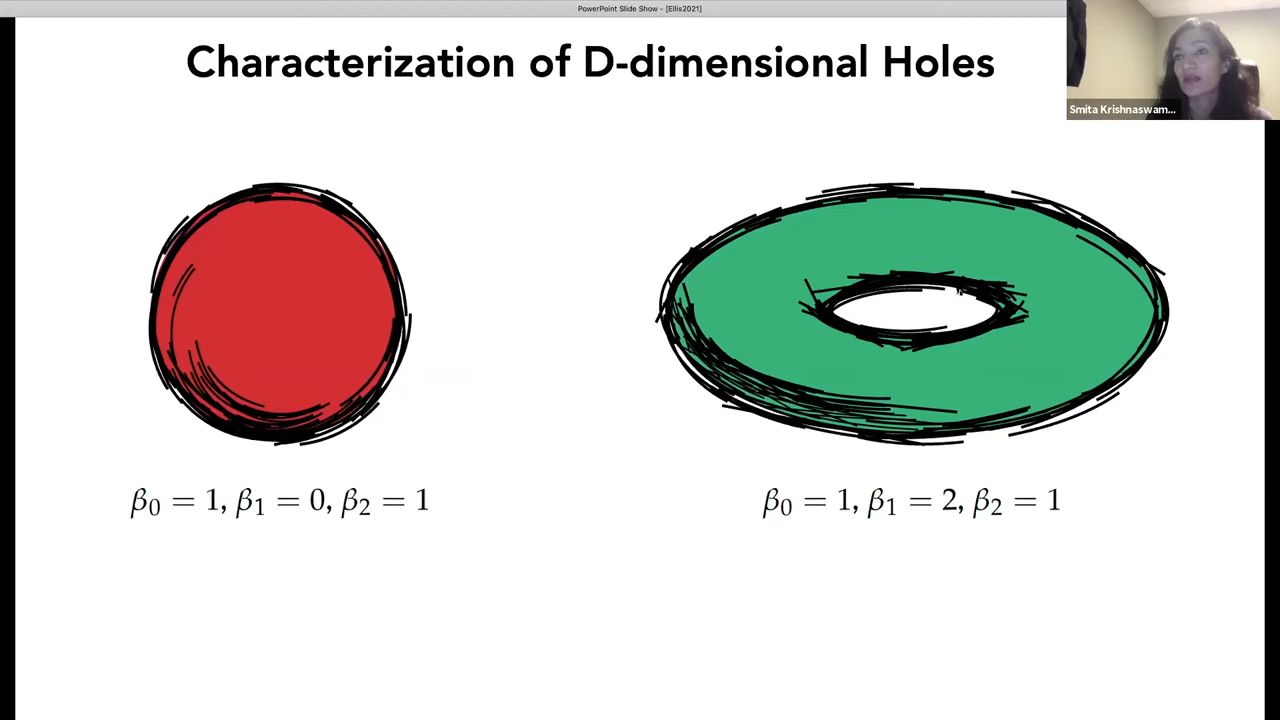 PowerPoint Slide Show - [Ellis2021]
Characterization of D-dimensional Holes
Smita Krishnaswam...
β₀ = 1, β₁ = 0, β₂ = 1
β₀ = 1, β₁ = 2, β₂ = 1